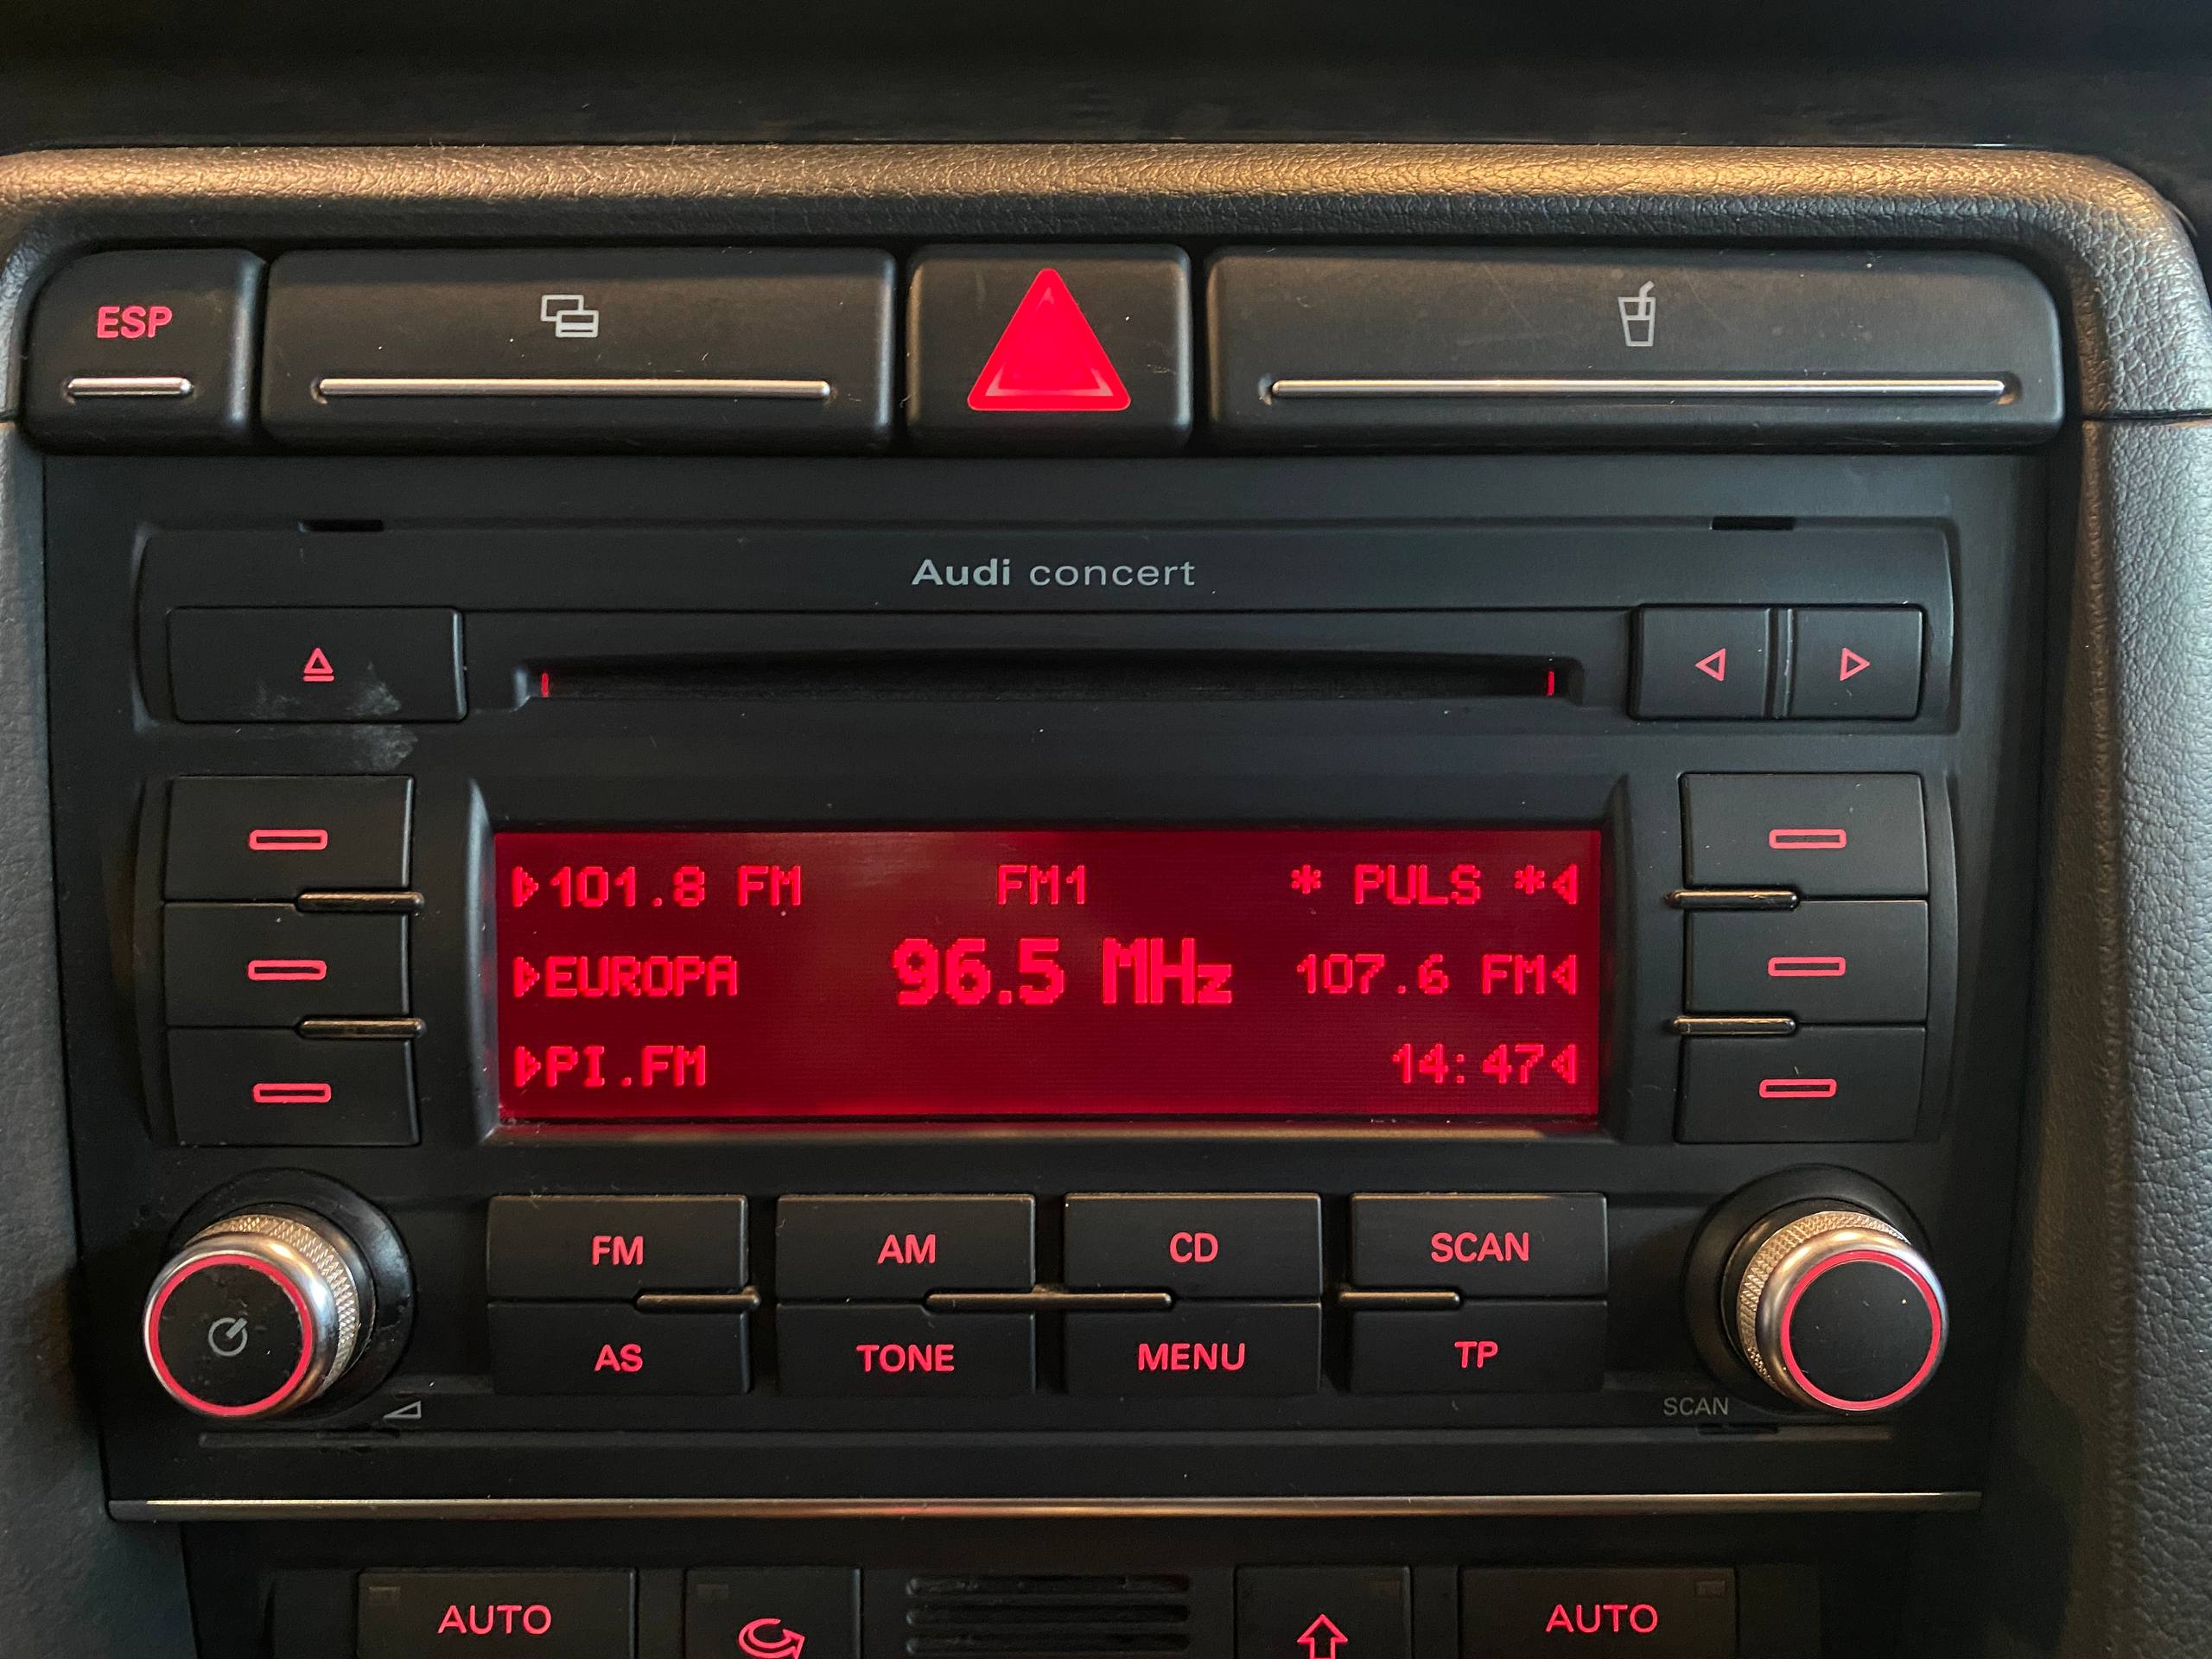 ESP
Audi concert
101.8 FM FM1 * PULS *
EUROPA 96.5 MHz 107.6 FM
PI.FM 14:47
FM AM CD SCAN
AS TONE MENU TP
SCAN
AUTO AUTO